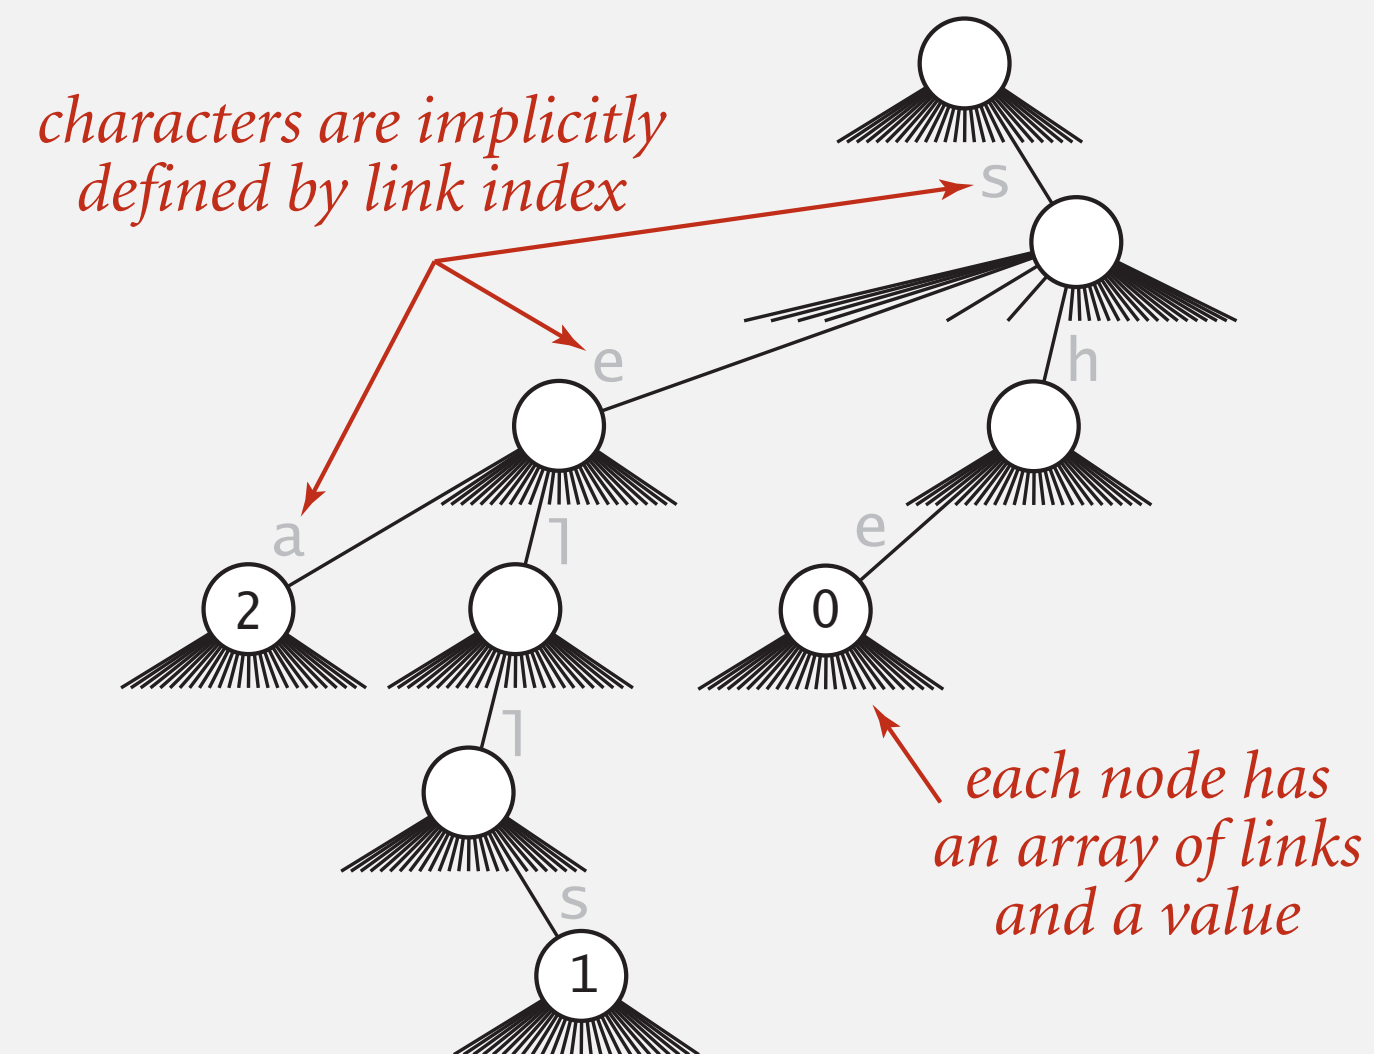 characters are implicitly
defined by link index
s
e
h
a
l
e
2
0
l
each node has
an array of links
and a value
s
1